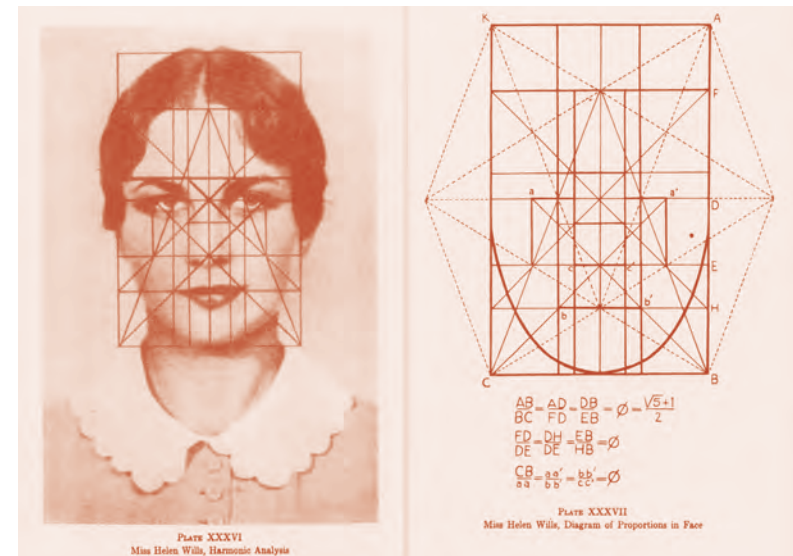 PLATE XXXVI
Miss Helen Wills, Harmonic Analysis
K A
F
a a'
D
c c' E
b b' H
C B
AB/BC = AD/FD = DB/EB = Ø = √5+1/2
FD/DE = DH/DE = EB/HB = Ø
CB/aa = aa'/bb' = bb'/cc' = Ø
PLATE XXXVII
Miss Helen Wills, Diagram of Proportions in Face